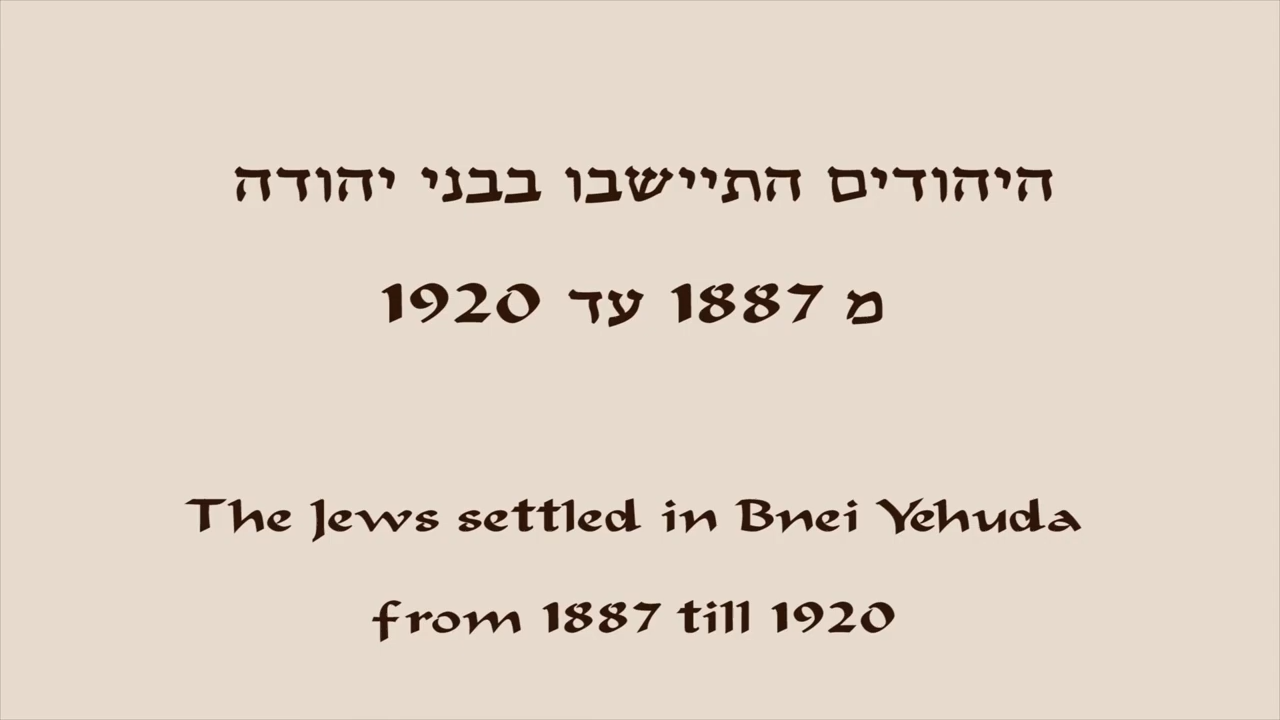 היהודים התיישבו בבני יהודה
מ 1887 עד 1920
The Jews settled in Bnei Yehuda
from 1887 till 1920